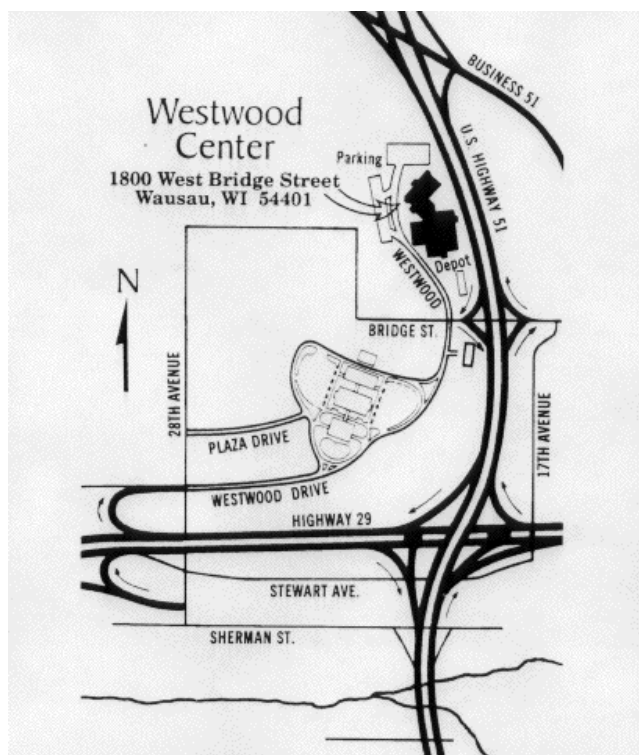 BUSINESS 51
U.S. HIGHWAY 51
Westwood
Center
1800 West Bridge Street
Wausau, WI 54401
Parking
WESTWOOD
Depot
N
BRIDGE ST.
28TH AVENUE
17TH AVENUE
PLAZA DRIVE
WESTWOOD DRIVE
HIGHWAY 29
STEWART AVE.
SHERMAN ST.